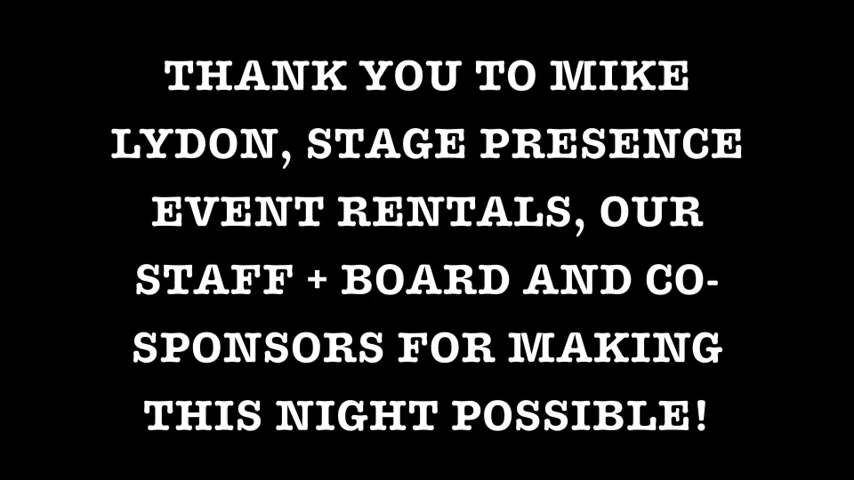 THANK YOU TO MIKE
LYDON, STAGE PRESENCE
EVENT RENTALS, OUR
STAFF + BOARD AND CO-
SPONSORS FOR MAKING
THIS NIGHT POSSIBLE!